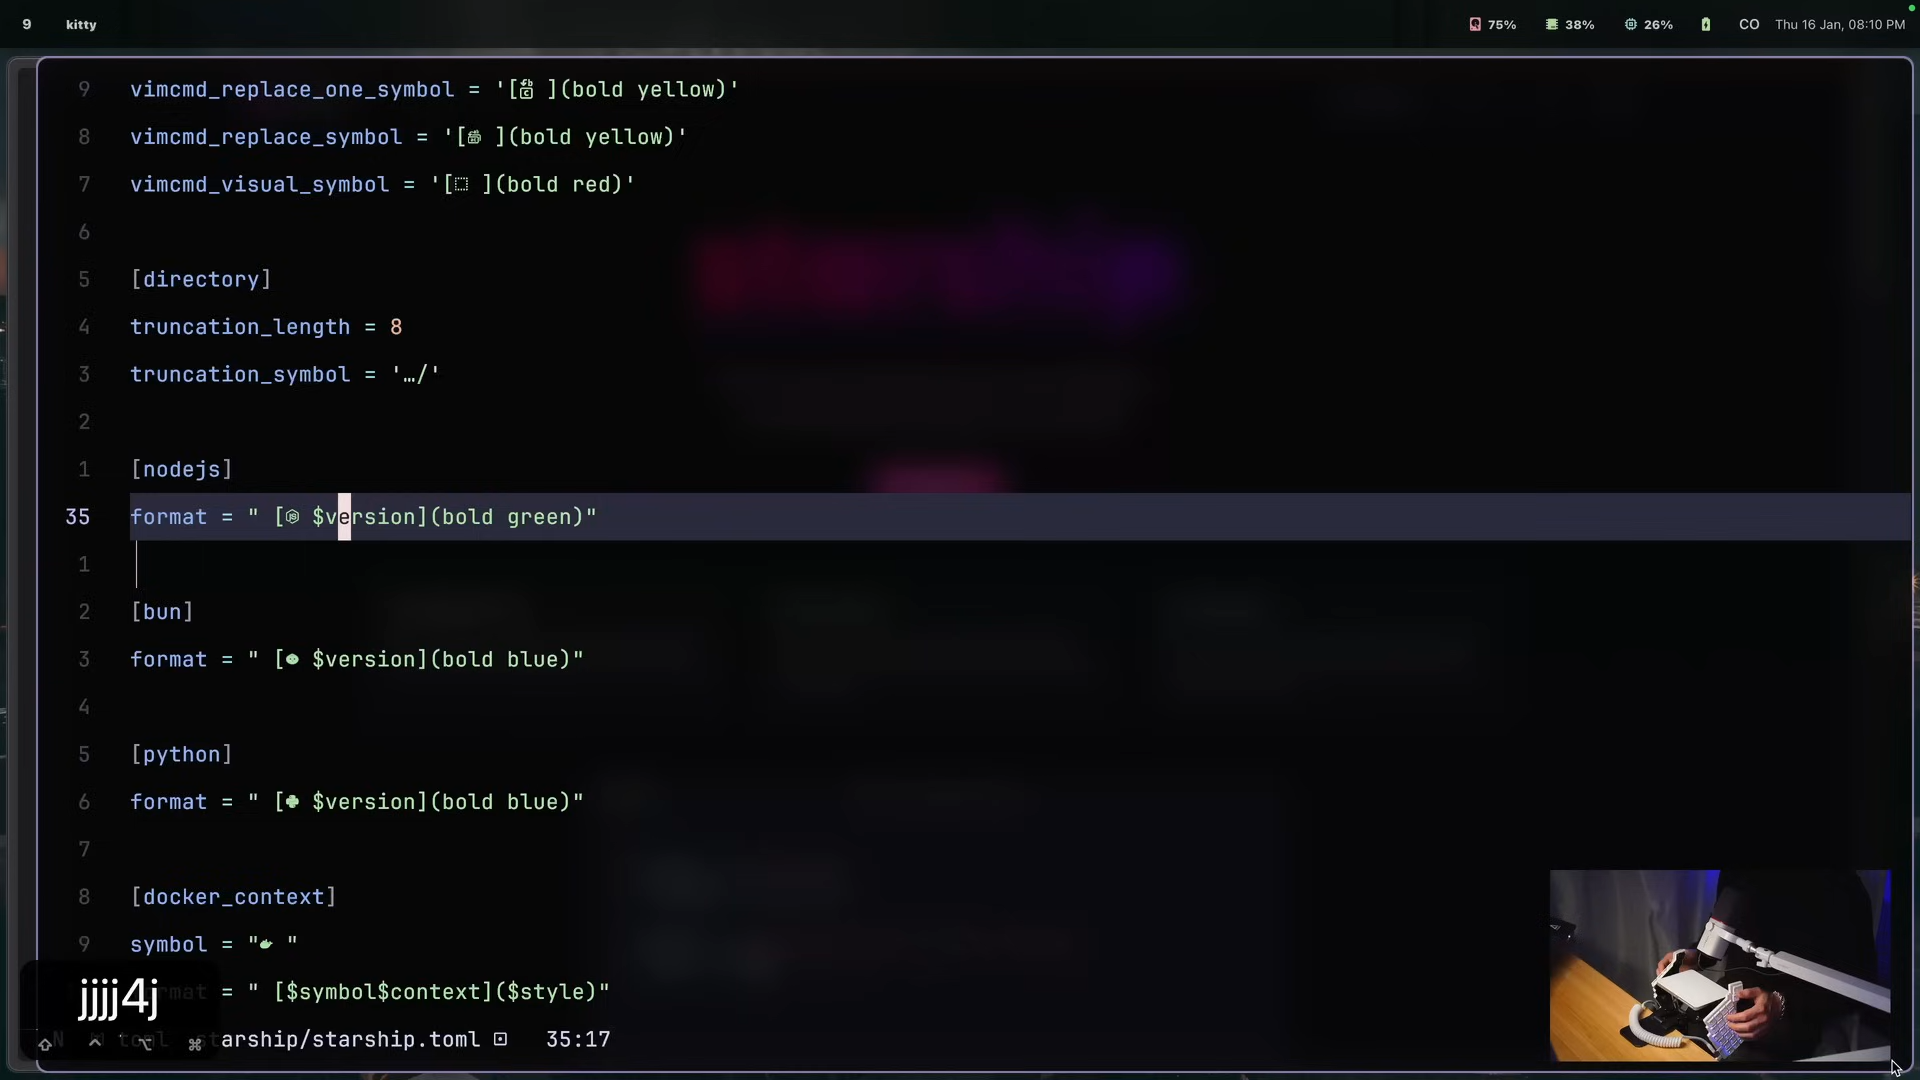 9 kitty 75% 38% 26% CO Thu 16 Jan, 08:10 PM
9 vimcmd_replace_one_symbol = '[ ](bold yellow)'
8 vimcmd_replace_symbol = '[ ](bold yellow)'
7 vimcmd_visual_symbol = '[ ](bold red)'
6
5 [directory]
4 truncation_length = 8
3 truncation_symbol = '…/'
2
1 [nodejs]
35 format = " [ $version](bold green)"
1
2 [bun]
3 format = " [ $version](bold blue)"
4
5 [python]
6 format = " [ $version](bold blue)"
7
8 [docker_context]
9 symbol = " "
= " [$symbol$context]($style)"
jjjj4j
N toml starship/starship.toml 35:17